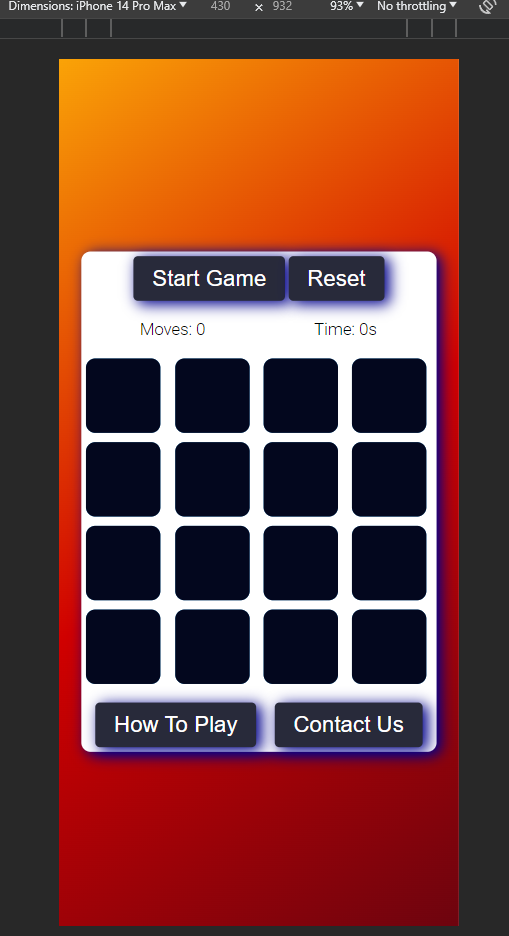 Dimensions: iPhone 14 Pro Max 430 × 932 93% No throttling
Start Game Reset
Moves: 0 Time: 0s
How To Play Contact Us